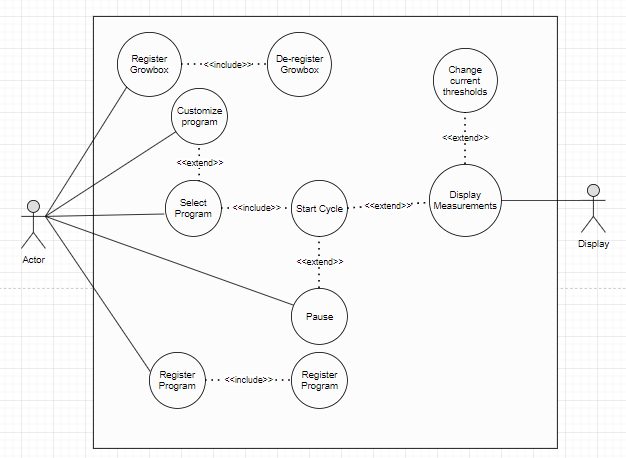 Register
Growbox
<<include>>
De-register
Growbox
Change
current
thresholds
Customize
program
<<extend>>
<<extend>>
Select
Program
<<include>>
Start Cycle
<<extend>>
Display
Measurements
Actor
Display
<<extend>>
Pause
Register
Program
<<include>>
Register
Program